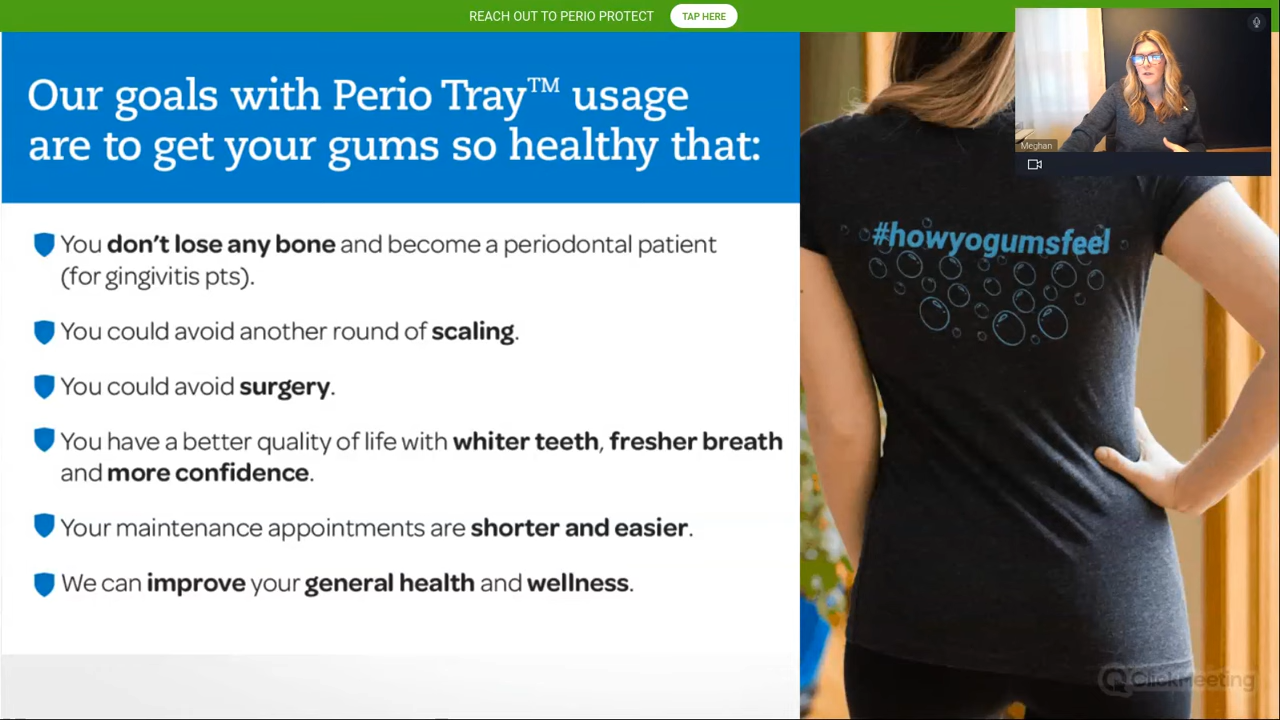 REACH OUT TO PERIO PROTECT TAP HERE
Our goals with Perio Tray™ usage
are to get your gums so healthy that:
Meghan
#howyogumsfeel
You don't lose any bone and become a periodontal patient
(for gingivitis pts).
You could avoid another round of scaling.
You could avoid surgery.
You have a better quality of life with whiter teeth, fresher breath
and more confidence.
Your maintenance appointments are shorter and easier.
We can improve your general health and wellness.
ClickMeeting